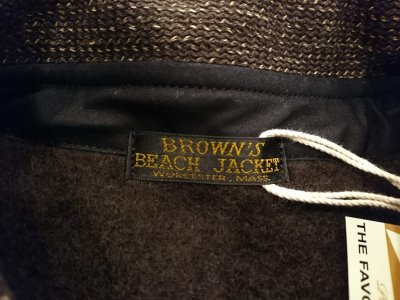 BROWN'S
BEACH JACKET
WORCESTER, MASS.
THE FAV